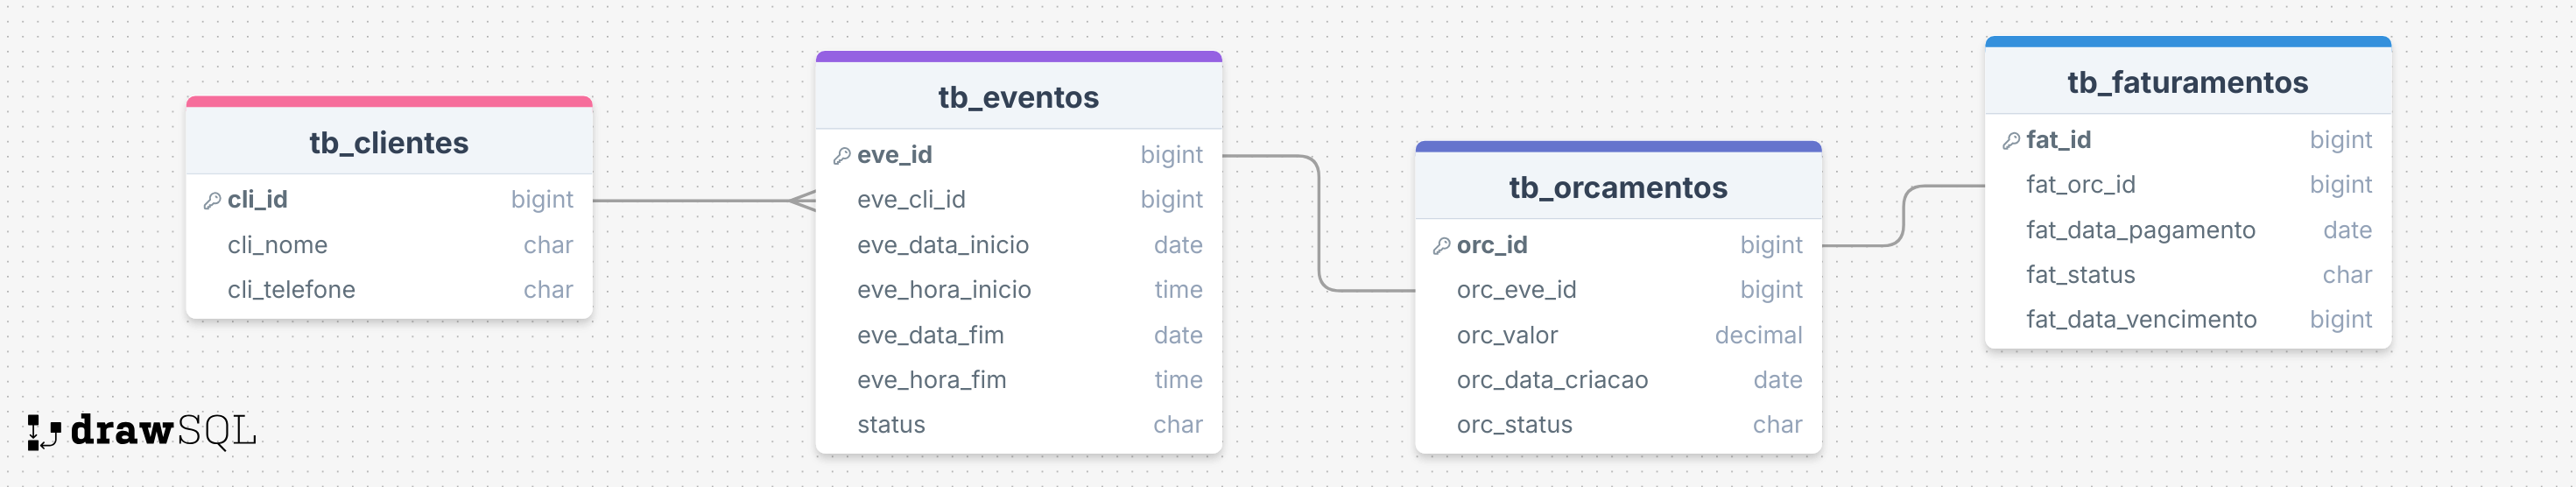 tb_clientes
cli_id bigint
cli_nome char
cli_telefone char
tb_eventos
eve_id bigint
eve_cli_id bigint
eve_data_inicio date
eve_hora_inicio time
eve_data_fim date
eve_hora_fim time
status char
tb_orcamentos
orc_id bigint
orc_eve_id bigint
orc_valor decimal
orc_data_criacao date
orc_status char
tb_faturamentos
fat_id bigint
fat_orc_id bigint
fat_data_pagamento date
fat_status char
fat_data_vencimento bigint
drawSQL